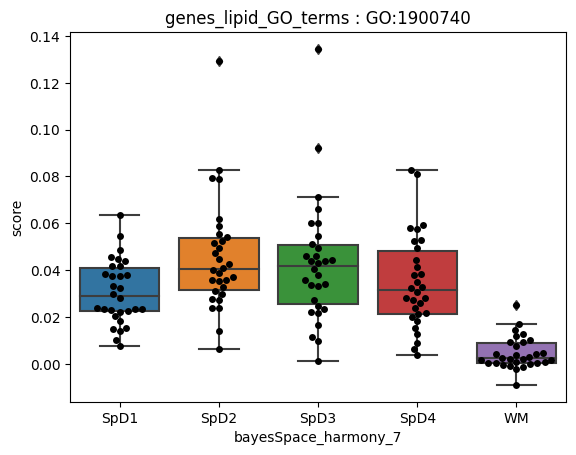 genes_lipid_GO_terms : GO:1900740
0.14
0.12
0.10
0.08
0.06
0.04
0.02
0.00
score
SpD1 SpD2 SpD3 SpD4 WM
bayesSpace_harmony_7